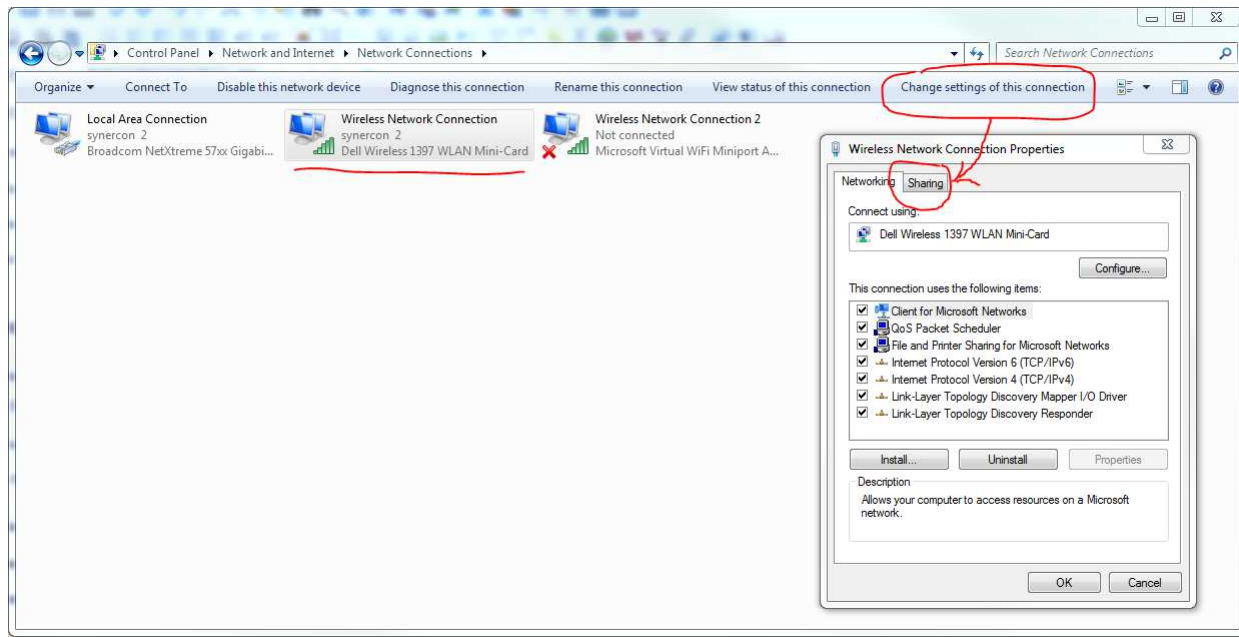 Control Panel ▸ Network and Internet ▸ Network Connections ▸
Search Network Connections
Organize ▾ Connect To Disable this network device Diagnose this connection Rename this connection View status of this connection Change settings of this connection
Local Area Connection
synercon 2
Broadcom NetXtreme 57xx Gigabi...
Wireless Network Connection
synercon 2
Dell Wireless 1397 WLAN Mini-Card
Wireless Network Connection 2
Not connected
Microsoft Virtual WiFi Miniport A...
Wireless Network Connection Properties
Networking Sharing
Connect using:
Dell Wireless 1397 WLAN Mini-Card
Configure...
This connection uses the following items:
Client for Microsoft Networks
QoS Packet Scheduler
File and Printer Sharing for Microsoft Networks
Internet Protocol Version 6 (TCP/IPv6)
Internet Protocol Version 4 (TCP/IPv4)
Link-Layer Topology Discovery Mapper I/O Driver
Link-Layer Topology Discovery Responder
Install... Uninstall Properties
Description
Allows your computer to access resources on a Microsoft
network.
OK Cancel